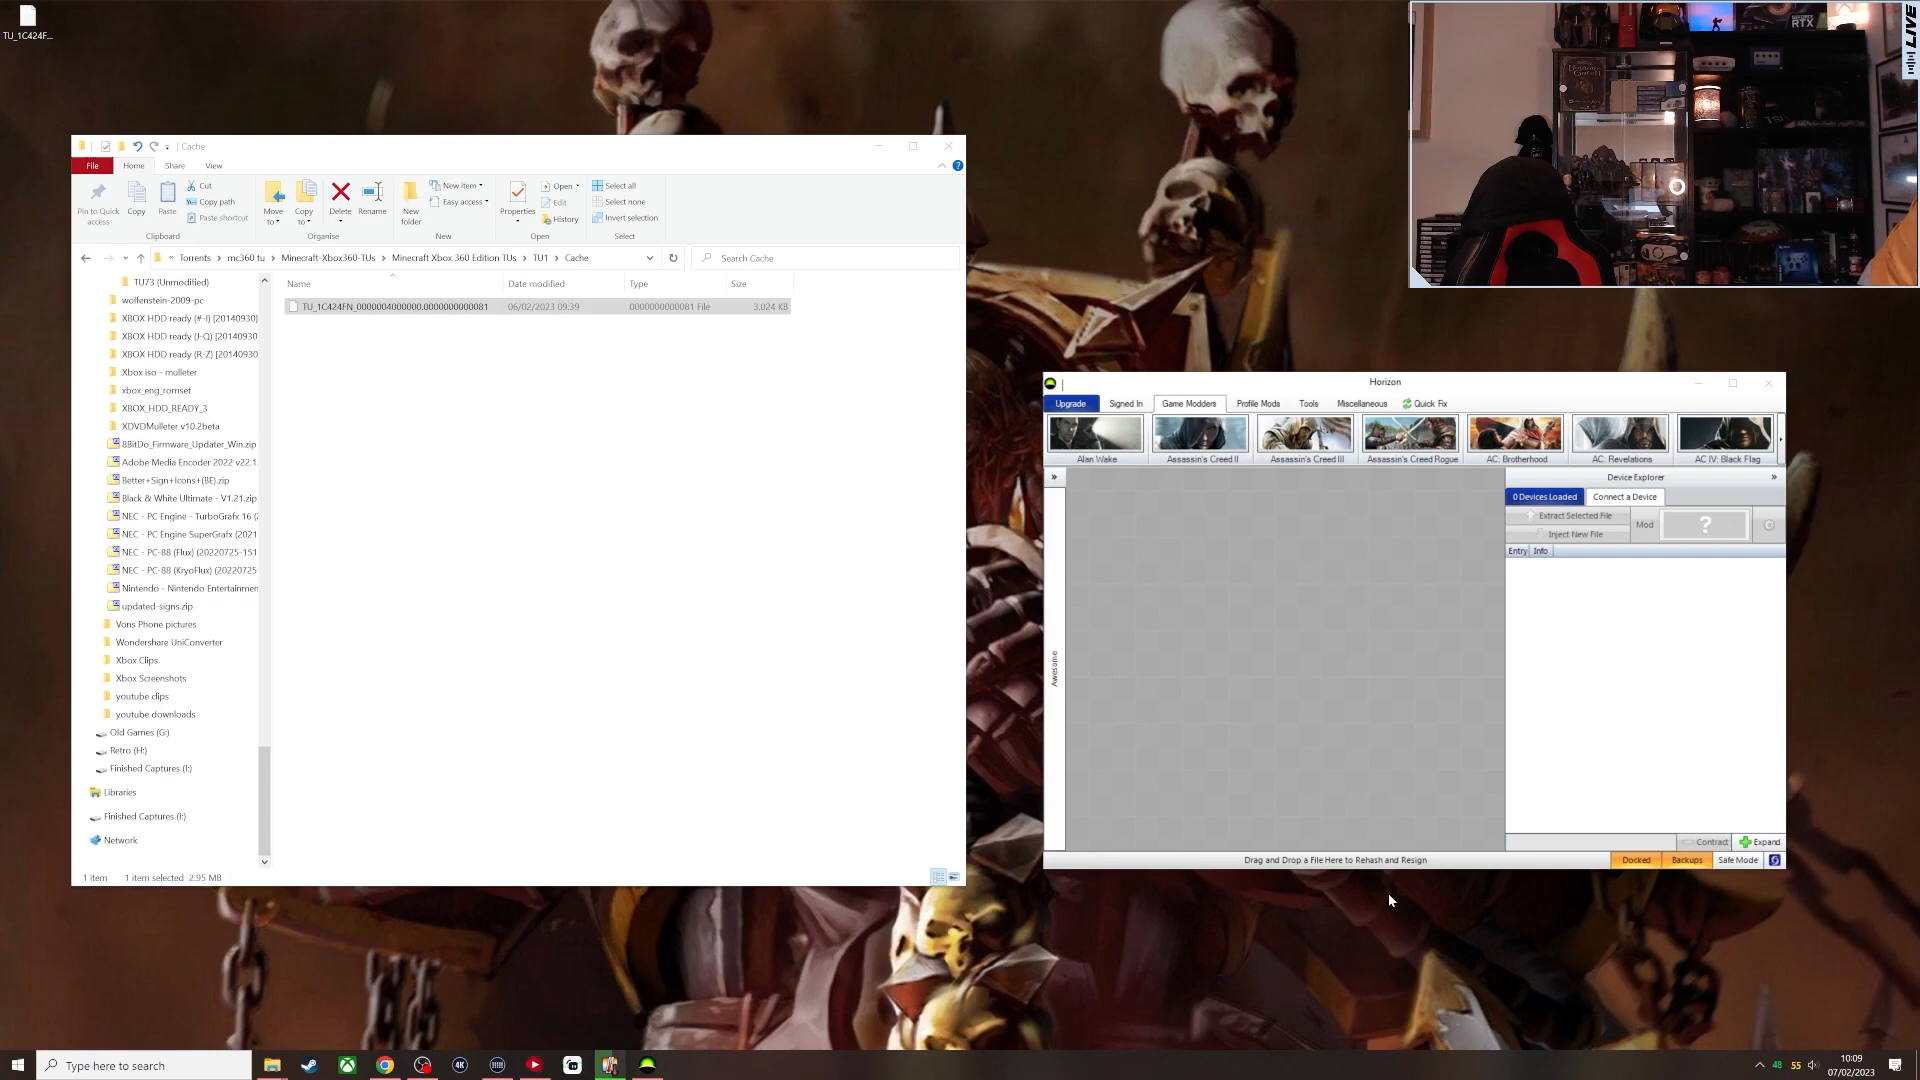 TU_1C424F...
LIVE
Cache
File Home Share View
Pin to Quick access
Copy
Paste
Cut
Copy path
Paste shortcut
Clipboard
Move to
Copy to
Delete
Rename
Organise
New folder
New item
Easy access
New
Properties
Open
Edit
History
Open
Select all
Select none
Invert selection
Select
« Torrents > mc360 tu > Minecraft-Xbox360-TUs > Minecraft Xbox 360 Edition TUs > TU1 > Cache
Search Cache
Name Date modified Type Size
TU_1C424FN_0000004000000.0000000000081 06/02/2023 09:39 0000000000081 File 3,024 KB
TU73 (Unmodified)
wolfenstein-2009-pc
XBOX HDD ready (#-I) [20140930]
XBOX HDD ready (J-Q) [20140930
XBOX HDD ready (R-Z) [20140930
Xbox iso - mulleter
xbox_eng_romset
XBOX_HDD_READY_3
XDVDMulleter v10.2beta
8BitDo_Firmware_Updater_Win.zip
Adobe Media Encoder 2022 v22.1.
Better+Sign+Icons+(BE).zip
Black & White Ultimate - V1.21.zip
NEC - PC Engine - TurboGrafx 16 (2
NEC - PC Engine SuperGrafx (2021
NEC - PC-88 (Flux) (20220725-151
NEC - PC-88 (KryoFlux) (20220725
Nintendo - Nintendo Entertainmen
updated-signs.zip
Vons Phone pictures
Wondershare UniConverter
Xbox Clips
Xbox Screenshots
youtube clips
youtube downloads
Old Games (G:)
Retro (H:)
Finished Captures (I:)
Libraries
Finished Captures (I:)
Network
1 item 1 item selected 2.95 MB
Horizon
Upgrade Signed In Game Modders Profile Mods Tools Miscellaneous Quick Fix
Alan Wake Assassin's Creed II Assassin's Creed III Assassin's Creed Rogue AC: Brotherhood AC: Revelations AC IV: Black Flag
» Device Explorer »
0 Devices Loaded Connect a Device
Extract Selected File
Inject New File
Mod ?
Entry Info
Awesome
Contract Expand
Drag and Drop a File Here to Rehash and Resign Docked Backups Safe Mode
Type here to search
4K
48 55
10:09
07/02/2023